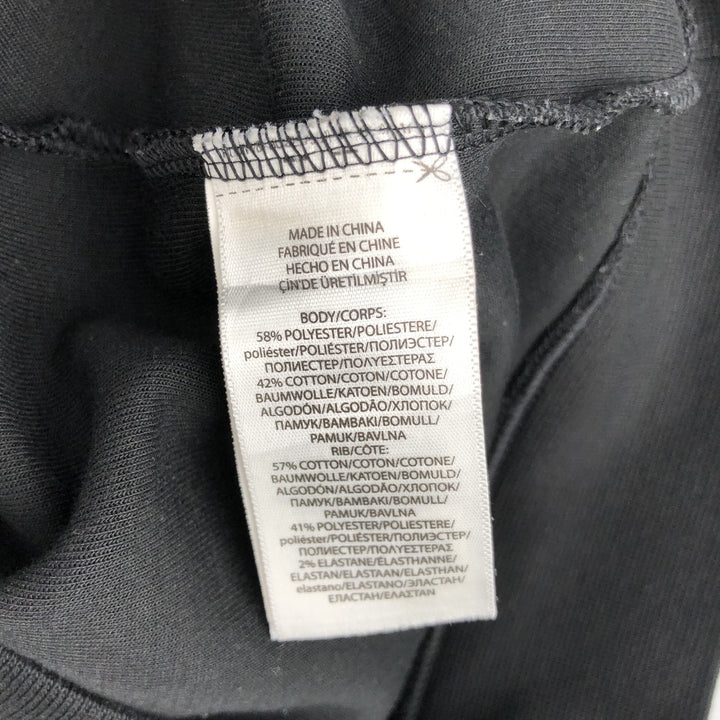 MADE IN CHINA
FABRIQUÉ EN CHINE
HECHO EN CHINA
ÇİN'DE ÜRETİLMİŞTİR
BODY/CORPS:
58% POLYESTER/POLIESTERE/
poliéster/POLIÉSTER/ПОЛИЭСТЕР/
ПОЛИЕСТЕР/ΠΟΛΥΕΣΤΕΡΑΣ
42% COTTON/COTON/COTONE/
BAUMWOLLE/KATOEN/BOMULD/
ALGODÓN/ALGODÃO/ХЛОПОК/
ПАМУК/ΒΑΜΒΑΚΙ/BOMULL/
PAMUK/BAVLNA
RIB/CÔTE:
57% COTTON/COTON/COTONE/
BAUMWOLLE/KATOEN/BOMULD/
ALGODÓN/ALGODÃO/ХЛОПОК/
ПАМУК/ΒΑΜΒΑΚΙ/BOMULL/
PAMUK/BAVLNA
41% POLYESTER/POLIESTERE/
poliéster/POLIÉSTER/ПОЛИЭСТЕР/
ПОЛИЕСТЕР/ΠΟΛΥΕΣΤΕΡΑΣ
2% ELASTANE/ÉLASTHANNE/
ELASTAN/ELASTAAN/ELASTHAN/
elastano/ELASTANO/ЭЛАСТАН/
ЕЛАСТАН/ΕΛΑΣΤΑΝ